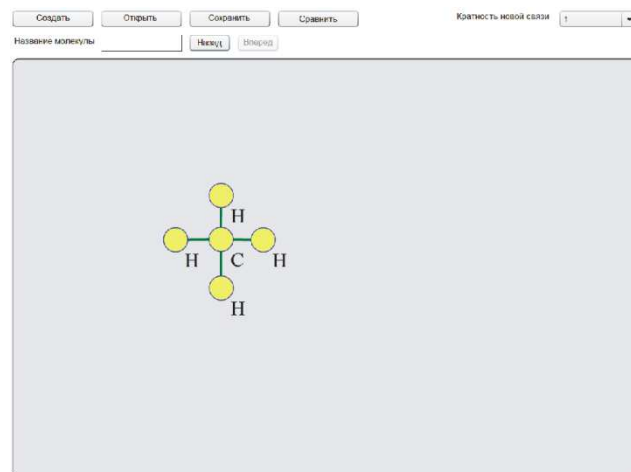 Создать Открыть Сохранить Сравнить Кратность новой связи 1
Название молекулы Назад Вперед
H
H C H
H